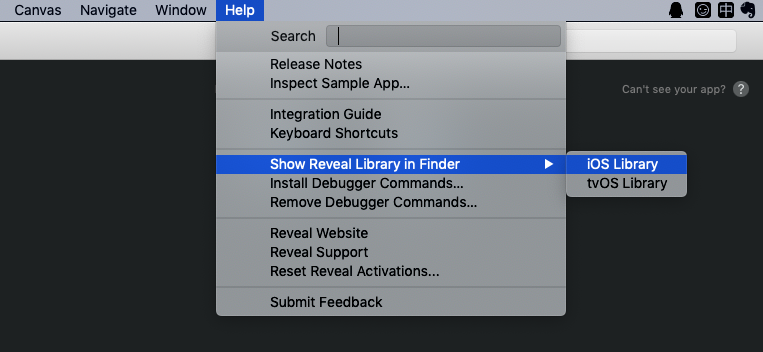 Canvas Navigate Window Help 中
Search
Release Notes
Inspect Sample App...
Can't see your app? ?
Integration Guide
Keyboard Shortcuts
Show Reveal Library in Finder
iOS Library
Install Debugger Commands...
tvOS Library
Remove Debugger Commands...
Reveal Website
Reveal Support
Reset Reveal Activations...
Submit Feedback